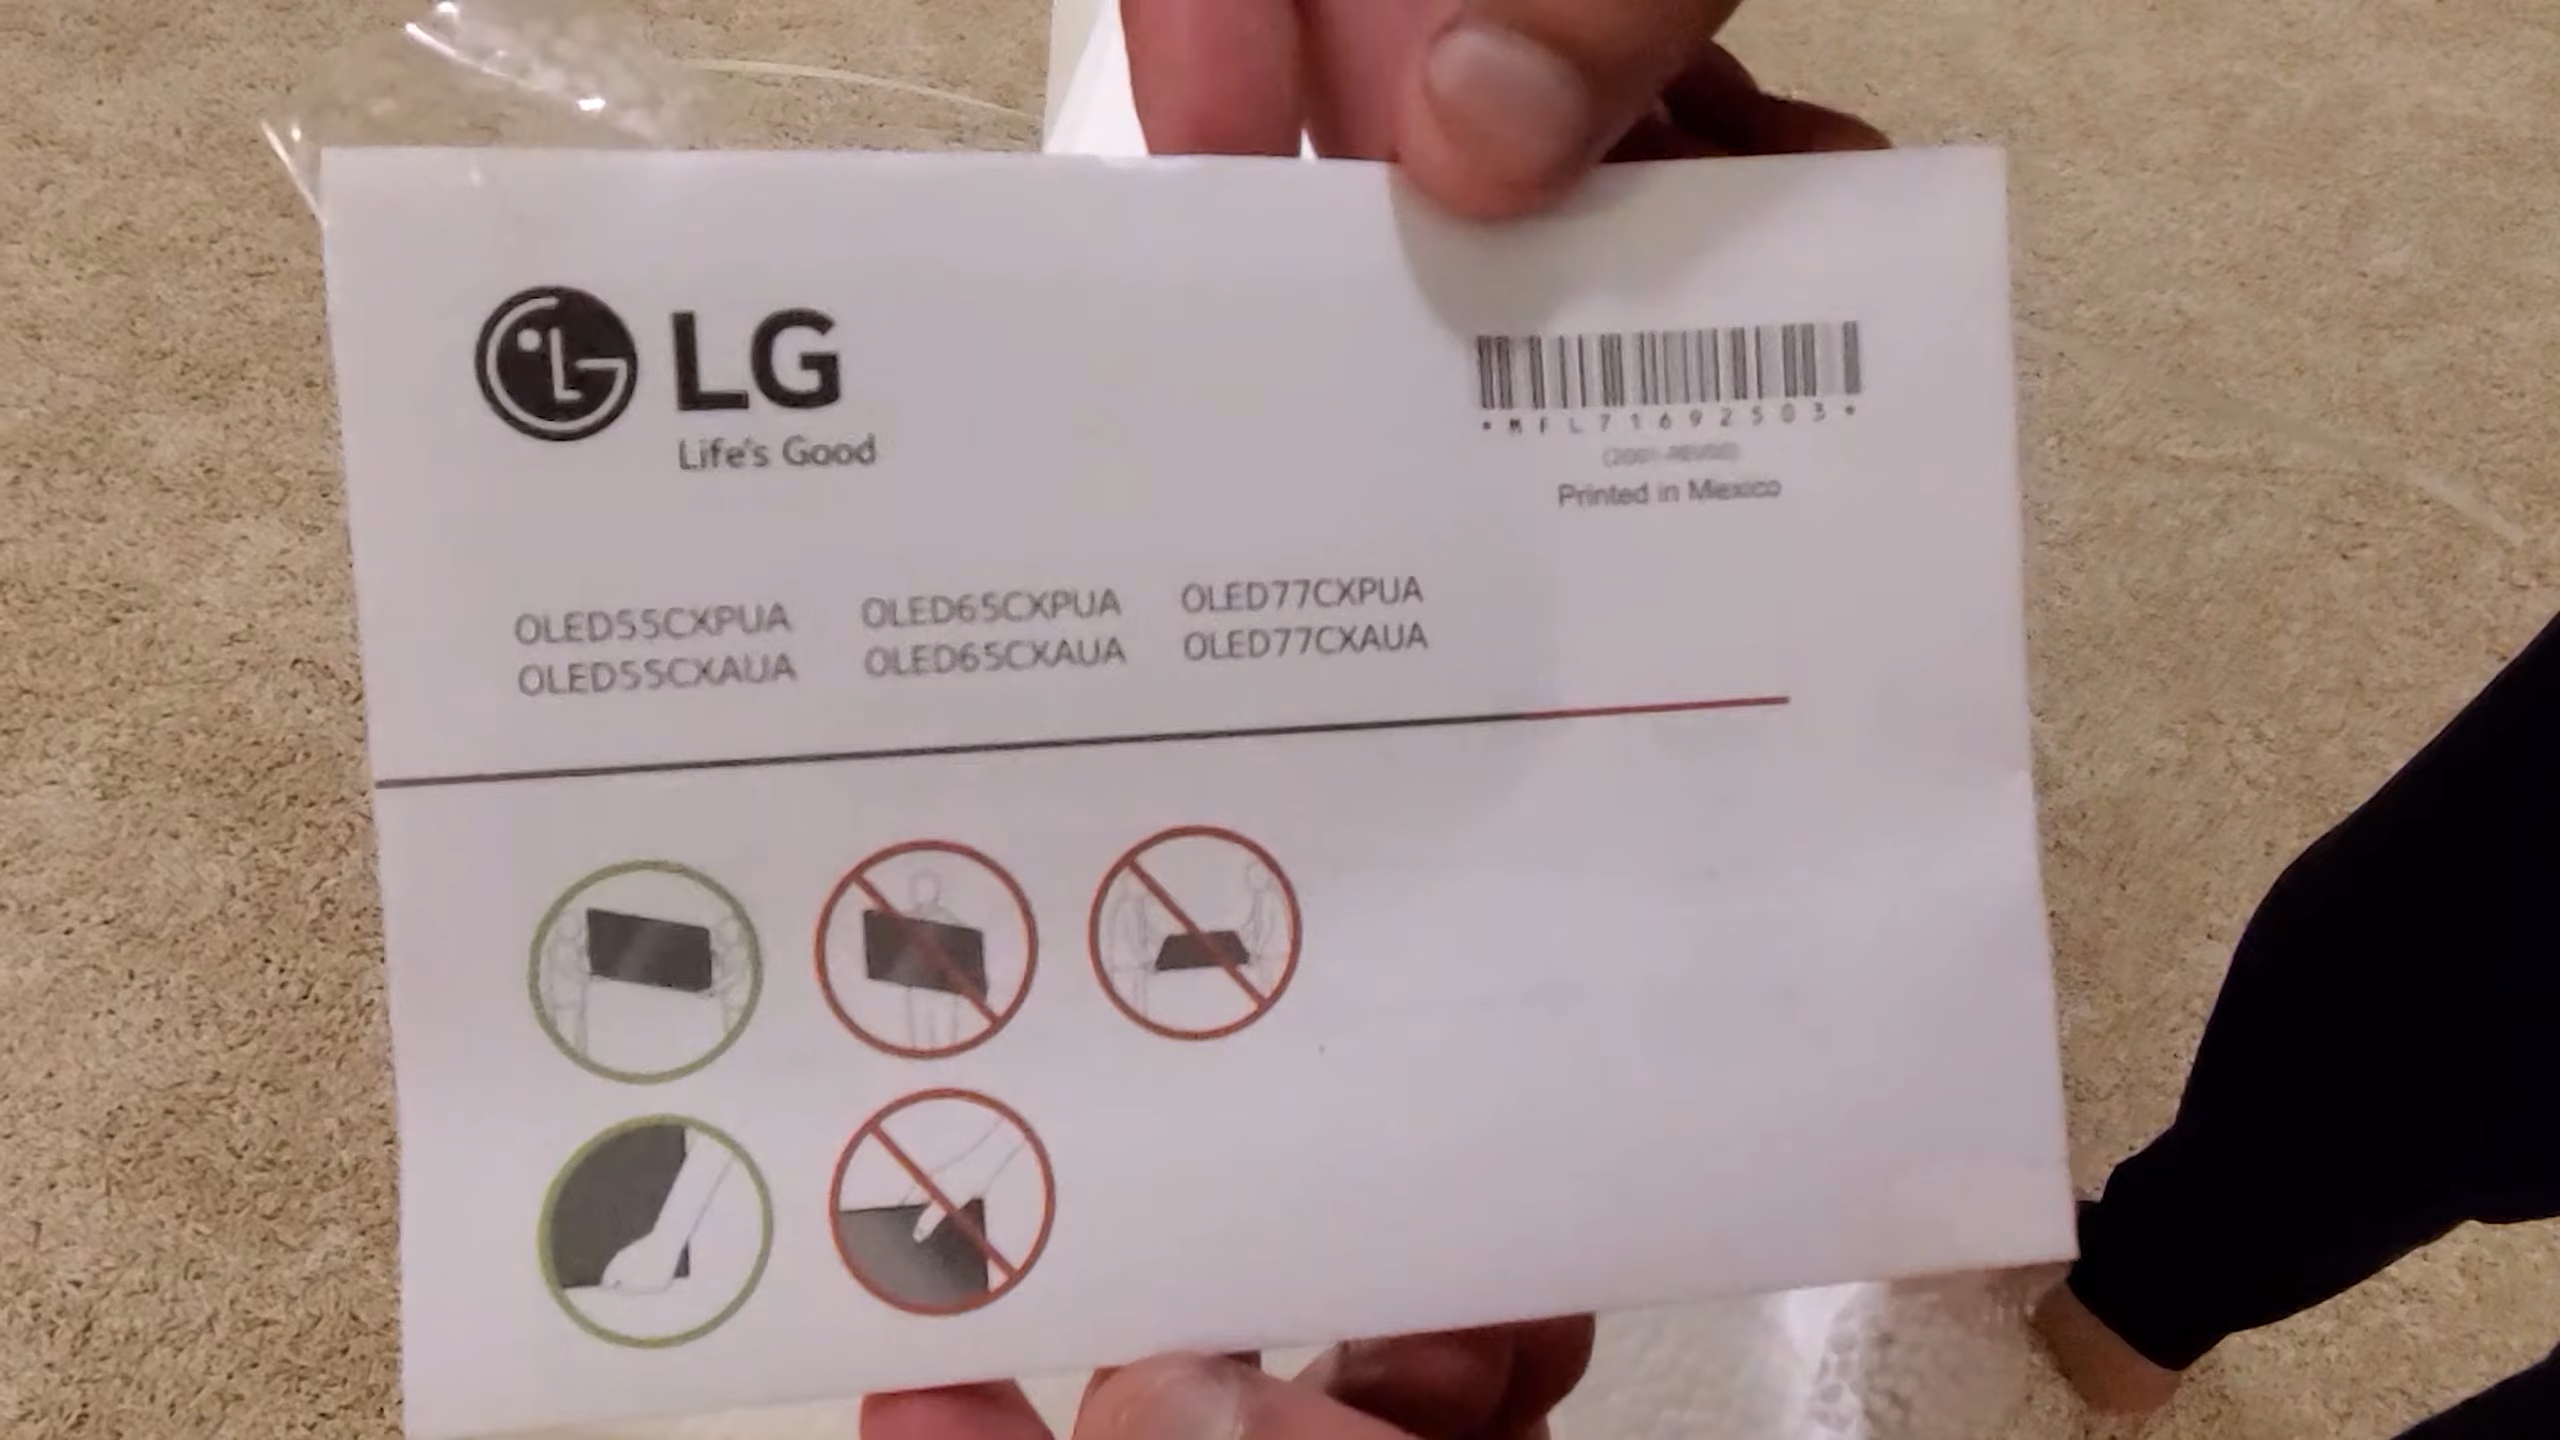 LG
Life's Good
*MFL71692503*
Printed in Mexico
OLED55CXPUA OLED65CXPUA OLED77CXPUA
OLED55CXAUA OLED65CXAUA OLED77CXAUA